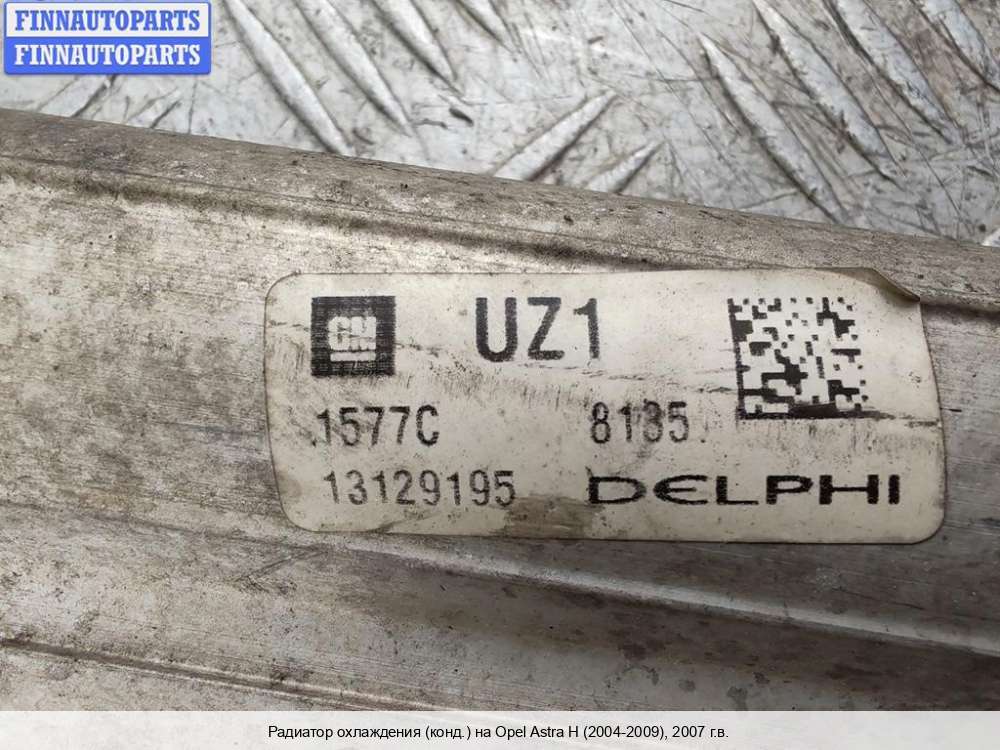 FINNAUTOPARTS
FINNAUTOPARTS
GM UZ1
1577C 8135
13129195 DELPHI
Радиатор охлаждения (конд.) на Opel Astra H (2004-2009), 2007 г.в.